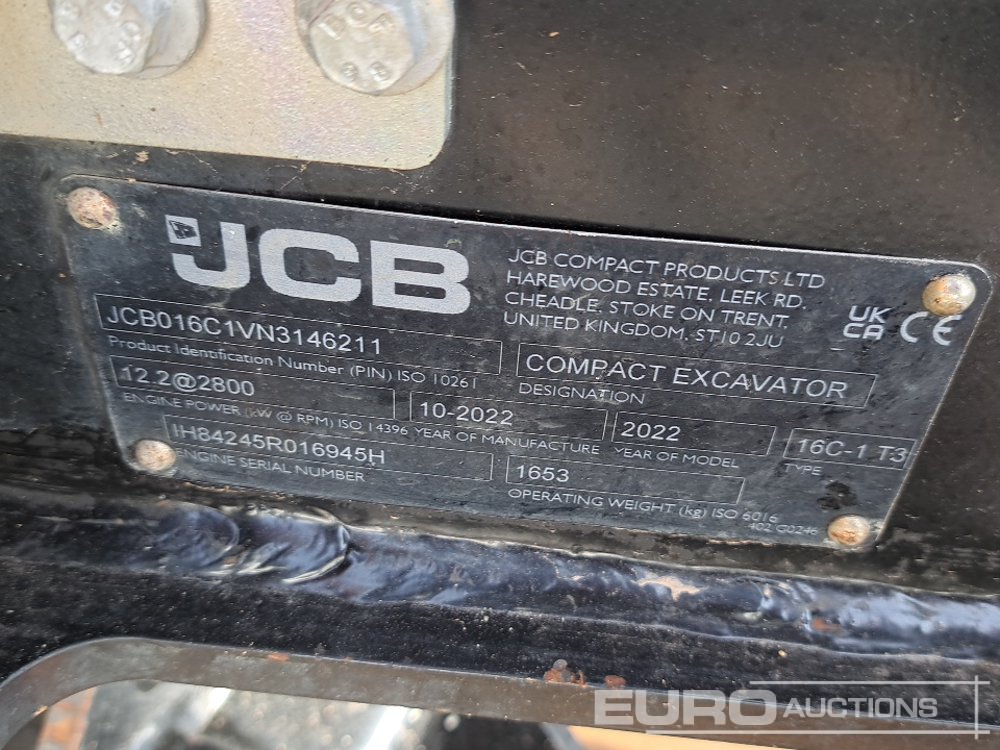 JCB
JCB COMPACT PRODUCTS LTD
HAREWOOD ESTATE, LEEK RD.
CHEADLE, STOKE ON TRENT,
UNITED KINGDOM, ST10 2JU
UK
CA CE
JCB016C1VN3146211
Product Identification Number (PIN) ISO 10261
COMPACT EXCAVATOR
DESIGNATION
12.2@2800
ENGINE POWER (kW @ RPM) ISO 14396
10-2022
YEAR OF MANUFACTURE
2022
YEAR OF MODEL
16C-1 T3
TYPE
IH84245R016945H
ENGINE SERIAL NUMBER
1653
OPERATING WEIGHT (kg) ISO 6016
EURO AUCTIONS